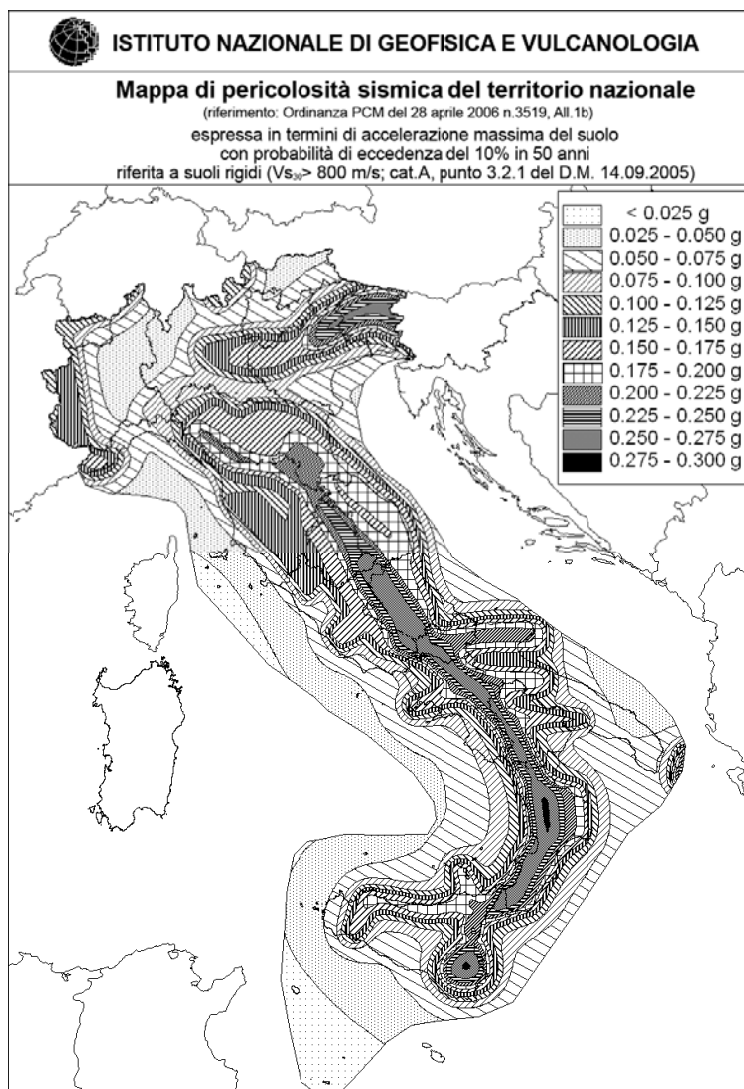 ISTITUTO NAZIONALE DI GEOFISICA E VULCANOLOGIA
Mappa di pericolosità sismica del territorio nazionale
(riferimento: Ordinanza PCM del 28 aprile 2006 n.3519, All.1b)
espressa in termini di accelerazione massima del suolo
con probabilità di eccedenza del 10% in 50 anni
riferita a suoli rigidi (Vs₃₀> 800 m/s; cat.A, punto 3.2.1 del D.M. 14.09.2005)
< 0.025 g
0.025 - 0.050 g
0.050 - 0.075 g
0.075 - 0.100 g
0.100 - 0.125 g
0.125 - 0.150 g
0.150 - 0.175 g
0.175 - 0.200 g
0.200 - 0.225 g
0.225 - 0.250 g
0.250 - 0.275 g
0.275 - 0.300 g